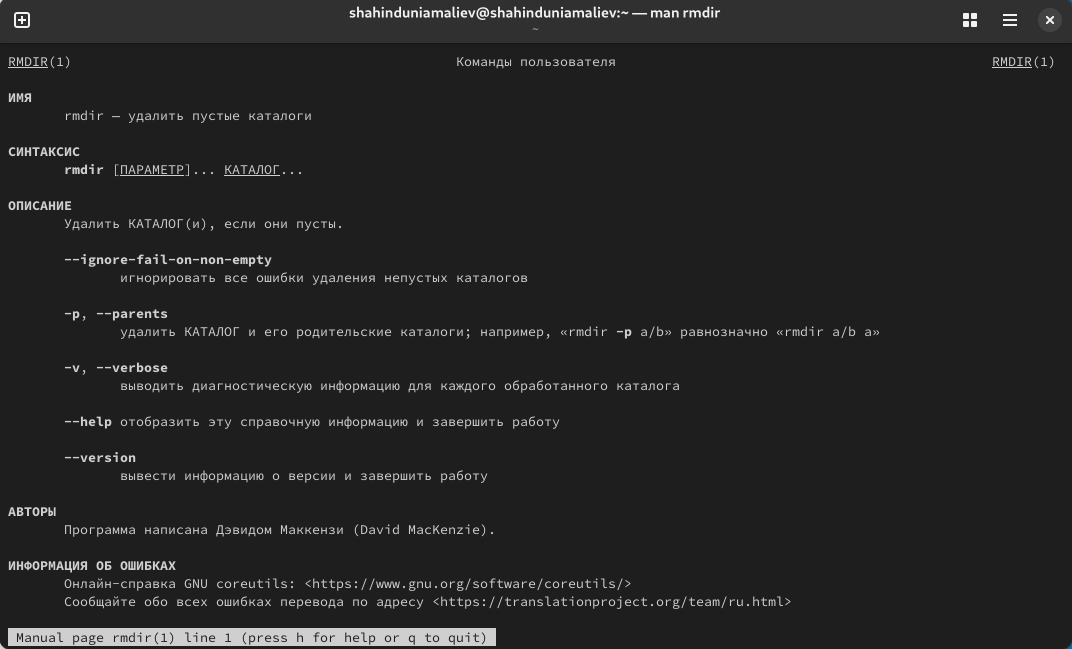 shahinduniamaliev@shahinduniamaliev:~ — man rmdir
~
RMDIR(1) Команды пользователя RMDIR(1)
ИМЯ
rmdir — удалить пустые каталоги
СИНТАКСИС
rmdir [ПАРАМЕТР]... КАТАЛОГ...
ОПИСАНИЕ
Удалить КАТАЛОГ(и), если они пусты.
--ignore-fail-on-non-empty
игнорировать все ошибки удаления непустых каталогов
-p, --parents
удалить КАТАЛОГ и его родительские каталоги; например, «rmdir -p a/b» равнозначно «rmdir a/b a»
-v, --verbose
выводить диагностическую информацию для каждого обработанного каталога
--help отобразить эту справочную информацию и завершить работу
--version
вывести информацию о версии и завершить работу
АВТОРЫ
Программа написана Дэвидом Маккензи (David MacKenzie).
ИНФОРМАЦИЯ ОБ ОШИБКАХ
Онлайн-справка GNU coreutils: <https://www.gnu.org/software/coreutils/>
Сообщайте обо всех ошибках перевода по адресу <https://translationproject.org/team/ru.html>
Manual page rmdir(1) line 1 (press h for help or q to quit)